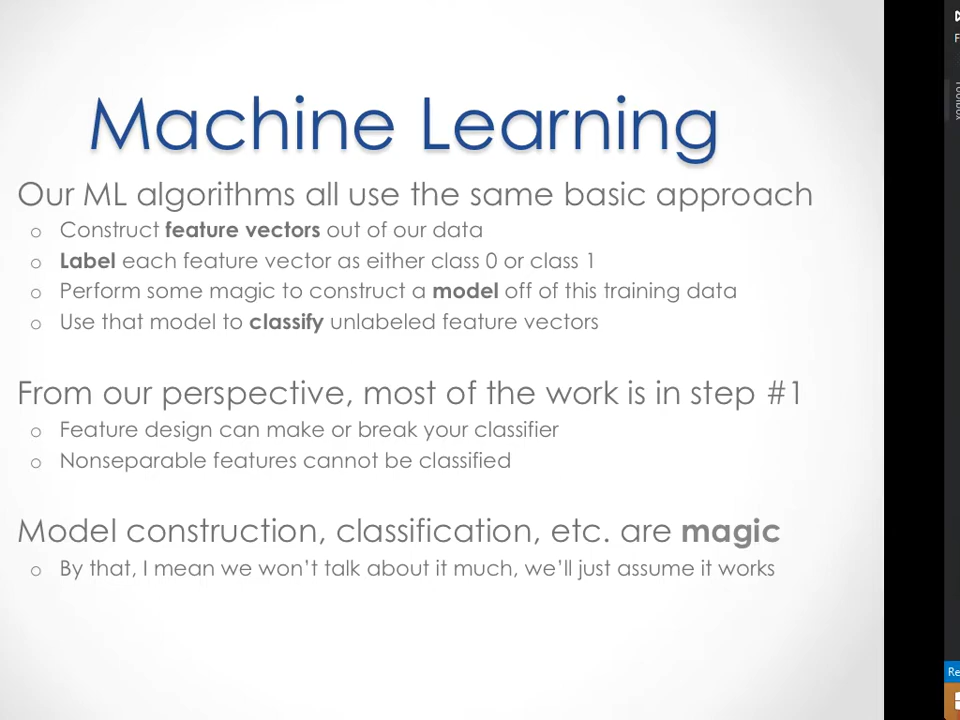 Machine Learning
Our ML algorithms all use the same basic approach
o Construct feature vectors out of our data
o Label each feature vector as either class 0 or class 1
o Perform some magic to construct a model off of this training data
o Use that model to classify unlabeled feature vectors
From our perspective, most of the work is in step #1
o Feature design can make or break your classifier
o Nonseparable features cannot be classified
Model construction, classification, etc. are magic
o By that, I mean we won't talk about it much, we'll just assume it works
F
Toolbox
Re